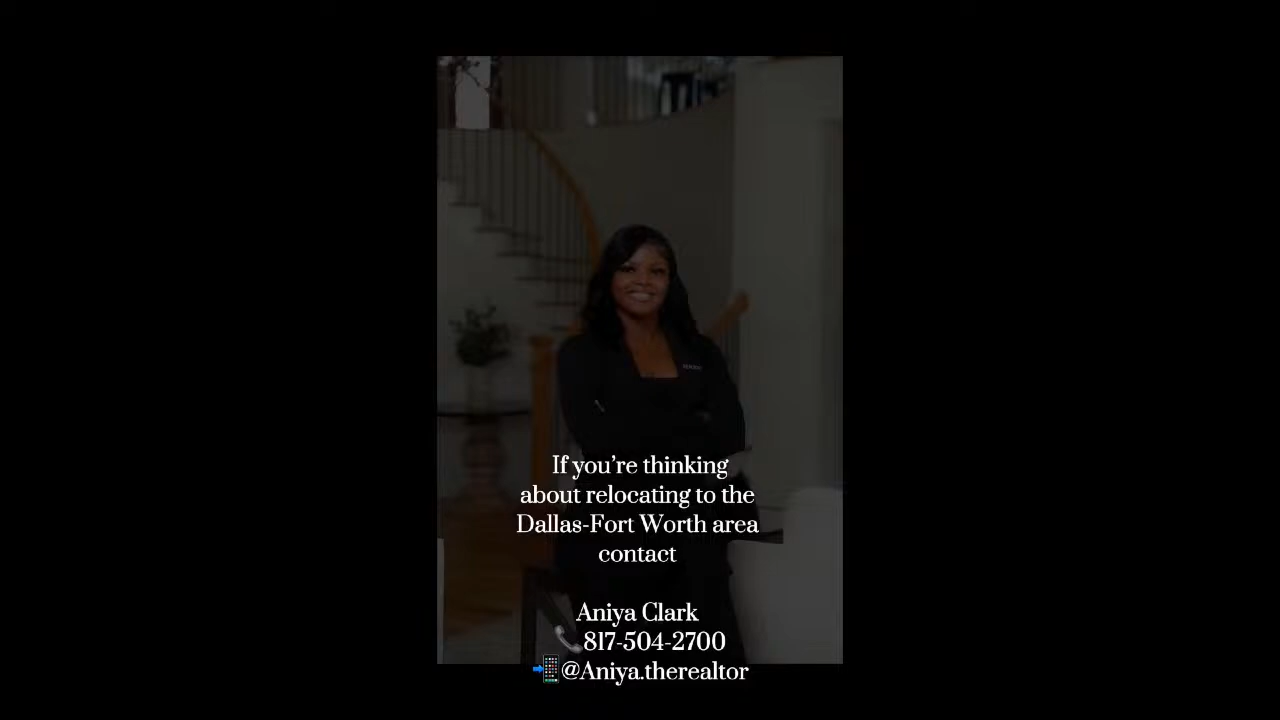 If you’re thinking
about relocating to the
Dallas-Fort Worth area
contact
Aniya Clark
📞817-504-2700
📲@Aniya.therealtor